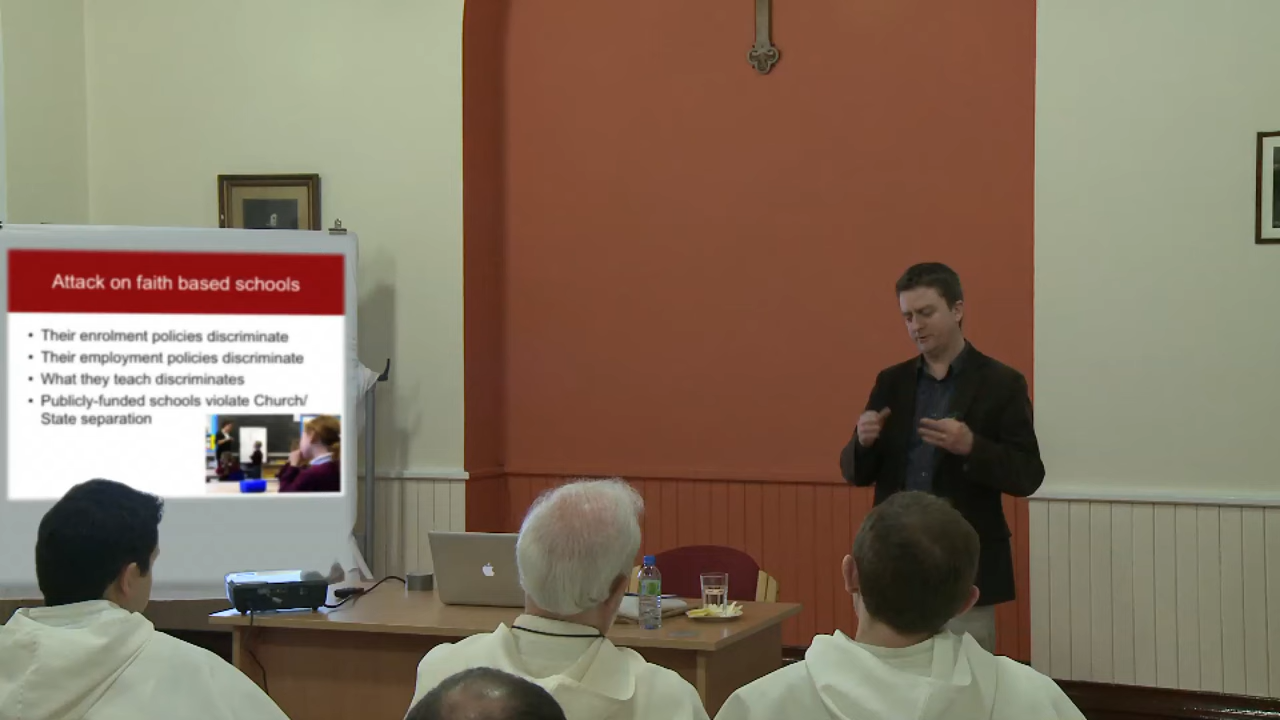 Attack on faith based schools
• Their enrolment policies discriminate
• Their employment policies discriminate
• What they teach discriminates
• Publicly-funded schools violate Church/
State separation